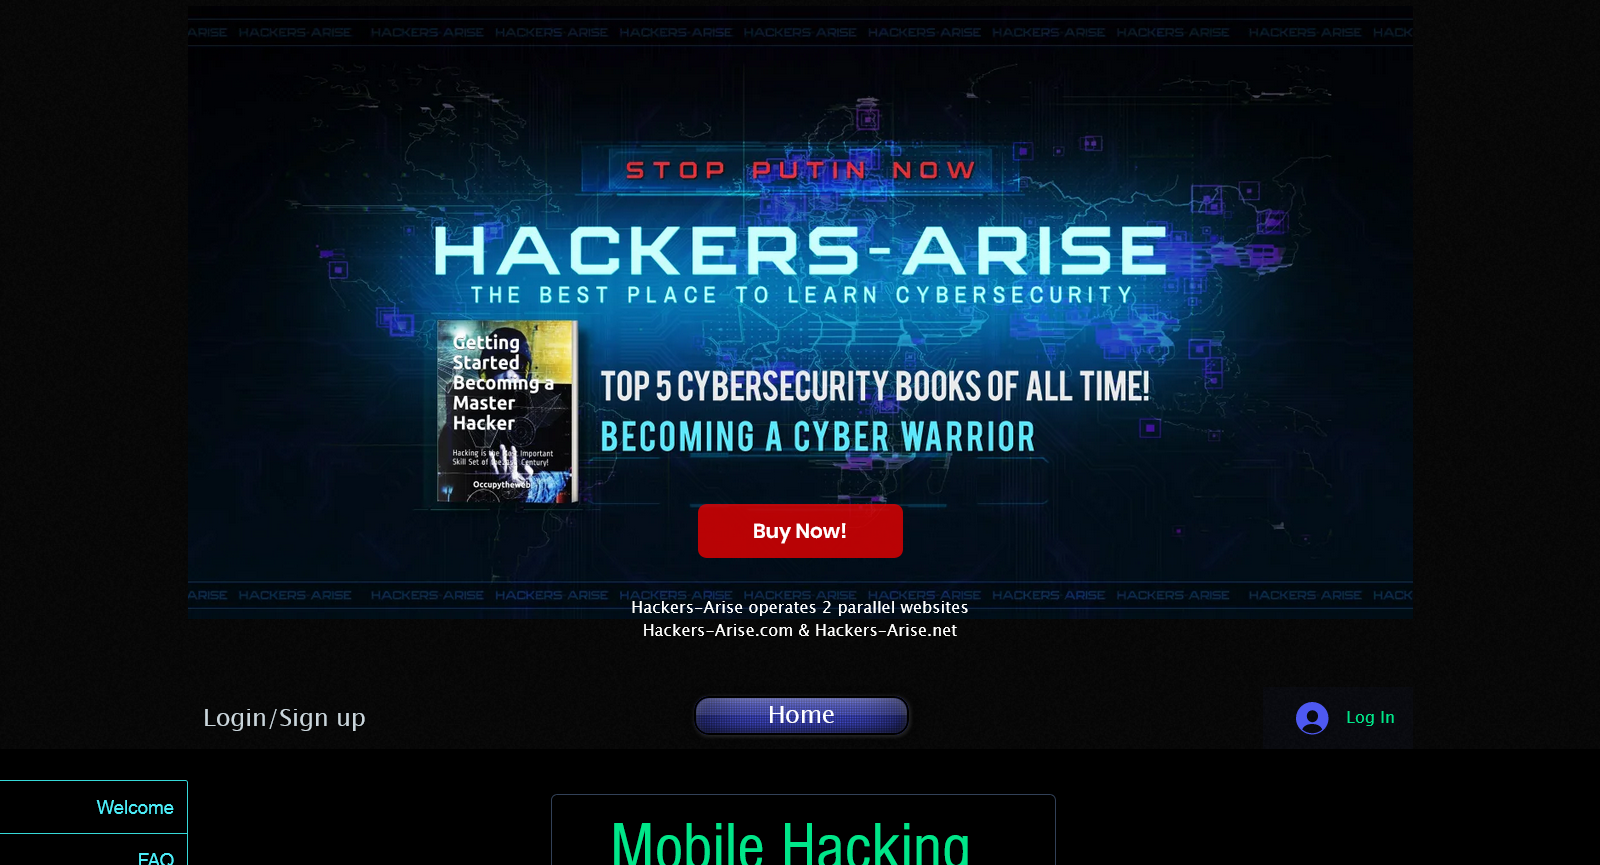 ARISE HACKERS-ARISE HACKERS-ARISE HACKERS-ARISE HACKERS-ARISE HACKERS-ARISE HACKERS-ARISE HACKERS-ARISE HACKERS-ARISE HACKERS-ARISE HACK
STOP PUTIN NOW
HACKERS-ARISE
THE BEST PLACE TO LEARN CYBERSECURITY
Getting
Started
Becoming a
Master
Hacker
Hacking is the Most Important
Skill Set of the 21st Century!
Occupytheweb
TOP 5 CYBERSECURITY BOOKS OF ALL TIME!
BECOMING A CYBER WARRIOR
Buy Now!
ARISE HACKERS-ARISE HACKERS-ARISE HACKERS-ARISE HACKERS-ARISE HACKERS-ARISE HACKERS-ARISE HACKERS-ARISE HACKERS-ARISE HACKERS-ARISE HACK
Hackers-Arise operates 2 parallel websites
Hackers-Arise.com & Hackers-Arise.net
Login/Sign up
Home
Log In
Welcome
FAQ
Mobile Hacking